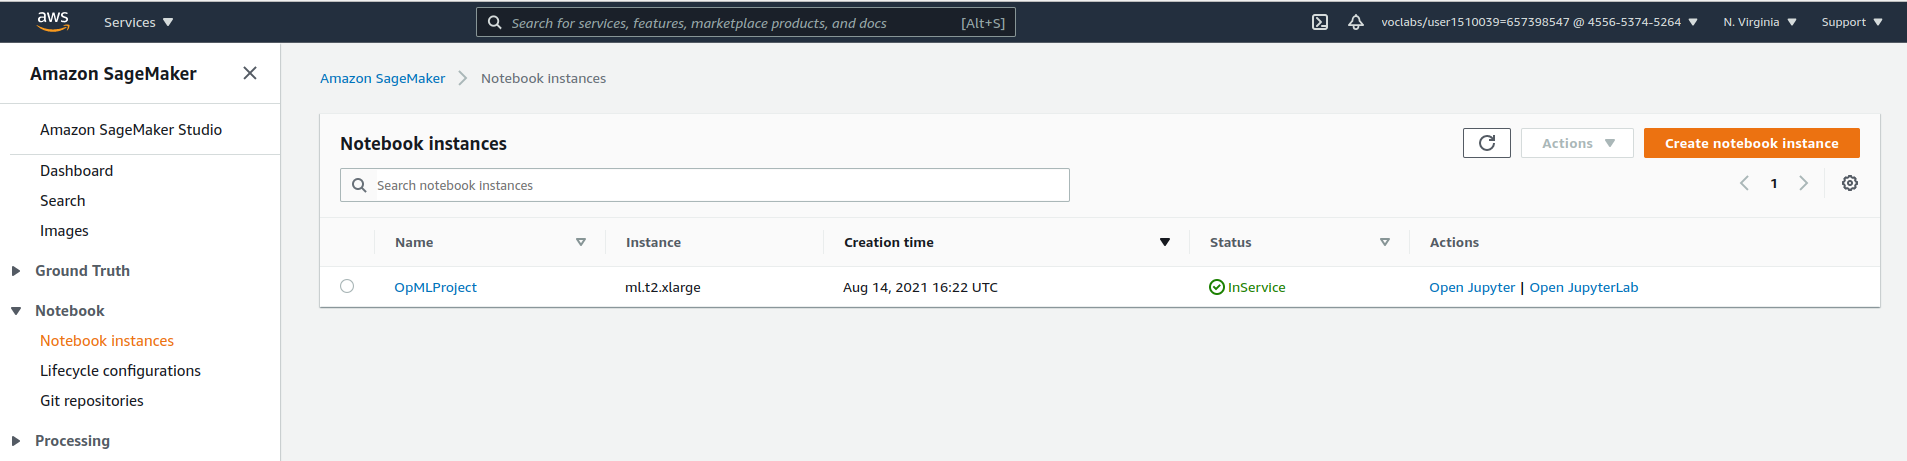 aws Services Search for services, features, marketplace products, and docs [Alt+S] voclabs/user1510039=657398547 @ 4556-5374-5264 N. Virginia Support
Amazon SageMaker
Amazon SageMaker Studio
Dashboard
Search
Images
Ground Truth
Notebook
Notebook instances
Lifecycle configurations
Git repositories
Processing
Amazon SageMaker Notebook instances
Notebook instances Actions Create notebook instance
Search notebook instances 1
Name Instance Creation time Status Actions
OpMLProject ml.t2.xlarge Aug 14, 2021 16:22 UTC InService Open Jupyter | Open JupyterLab